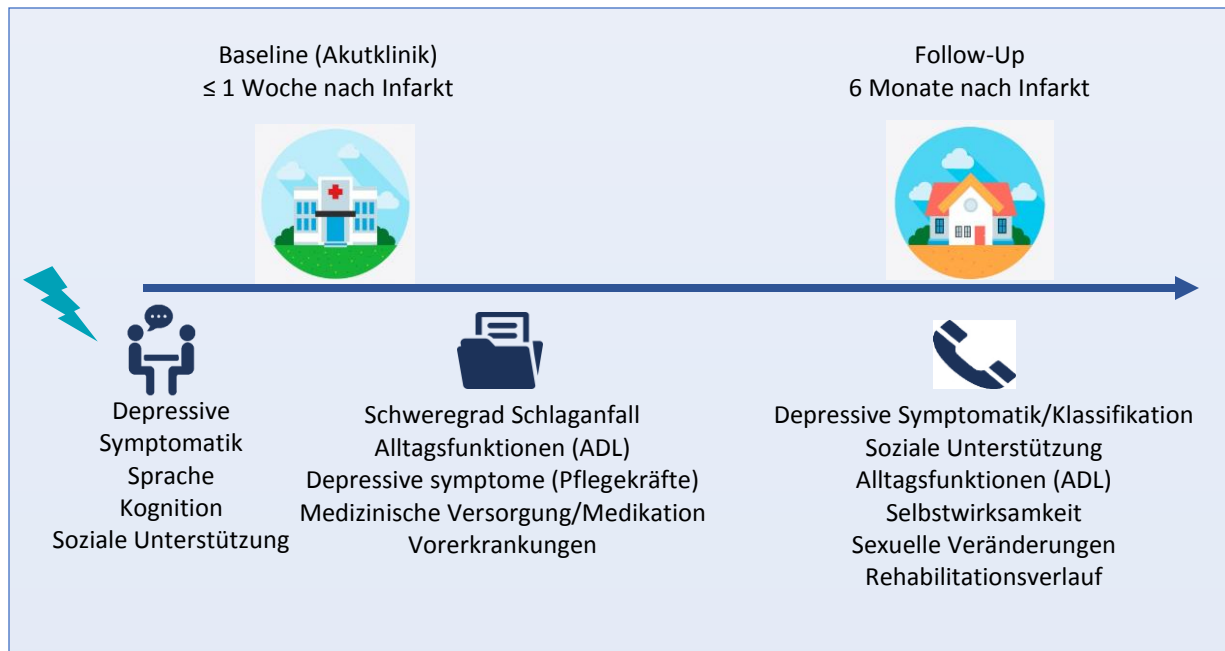 Baseline (Akutklinik)
≤ 1 Woche nach Infarkt
Follow-Up
6 Monate nach Infarkt
Depressive
Symptomatik
Sprache
Kognition
Soziale Unterstützung
Schweregrad Schlaganfall
Alltagsfunktionen (ADL)
Depressive symptome (Pflegekräfte)
Medizinische Versorgung/Medikation
Vorerkrankungen
Depressive Symptomatik/Klassifikation
Soziale Unterstützung
Alltagsfunktionen (ADL)
Selbstwirksamkeit
Sexuelle Veränderungen
Rehabilitationsverlauf